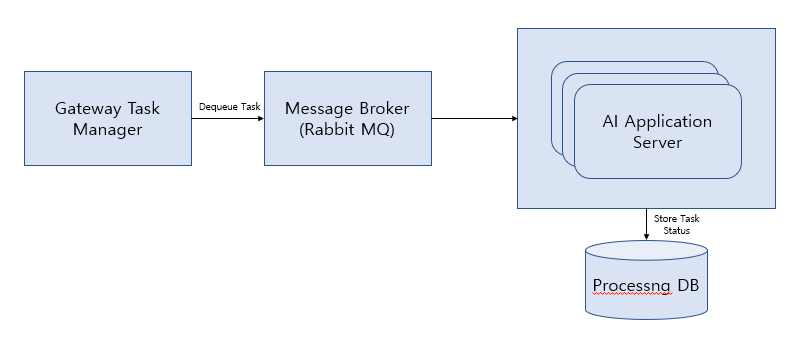 Gateway Task
Manager
Dequeue Task
Message Broker
(Rabbit MQ)
AI Application
Server
Store Task
Status
Processng DB